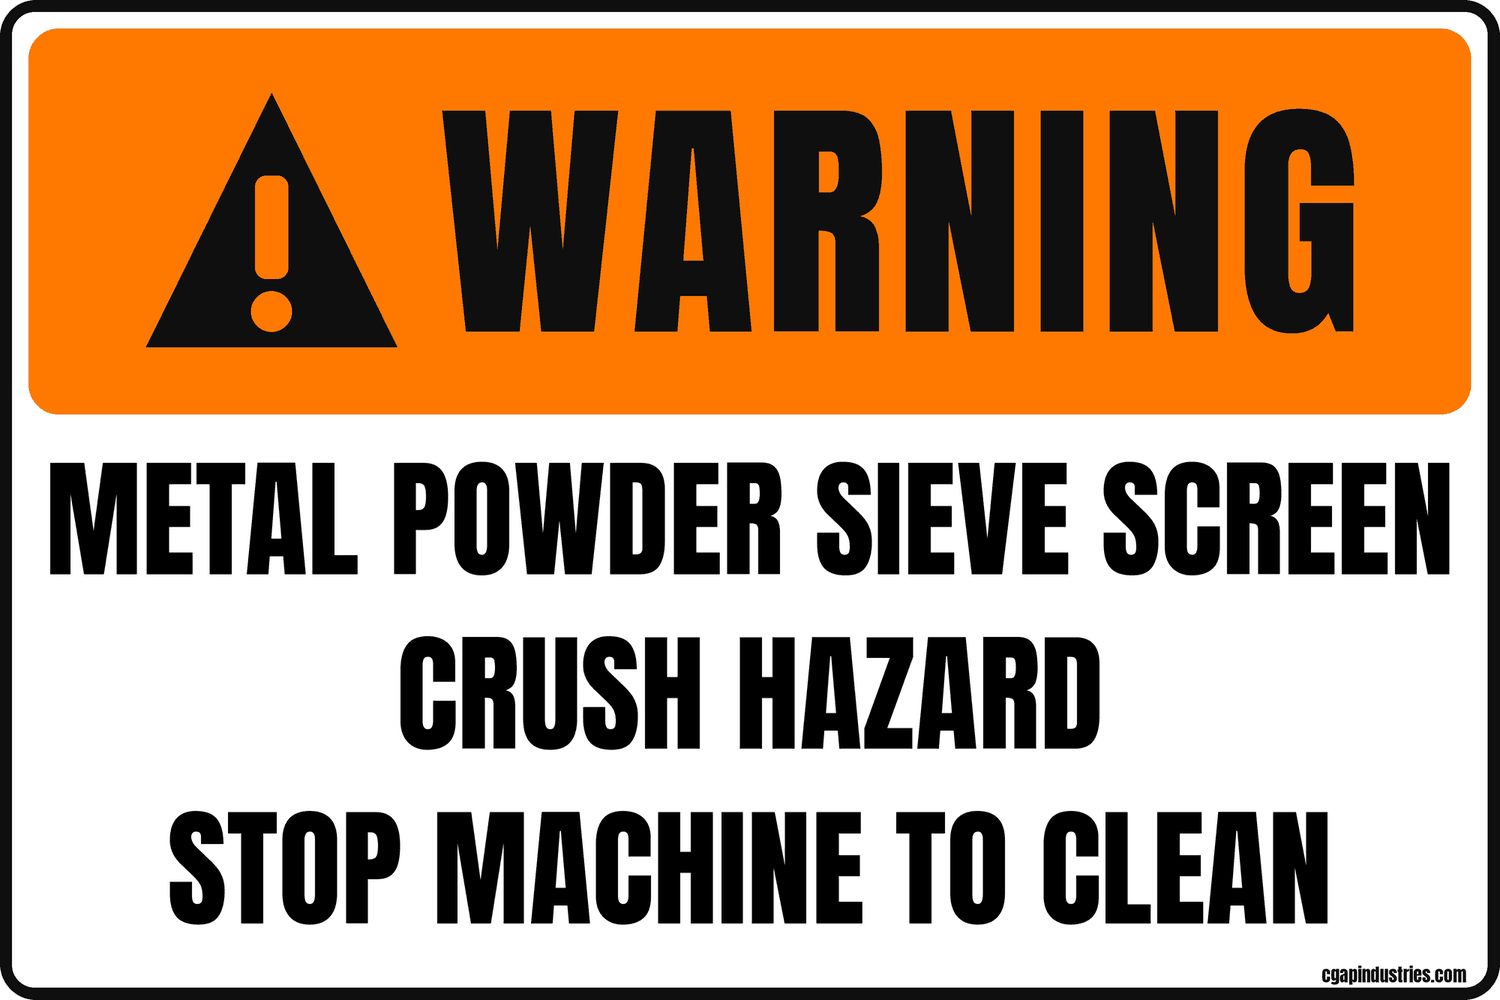 WARNING
METAL POWDER SIEVE SCREEN
CRUSH HAZARD
STOP MACHINE TO CLEAN
cgapindustries.com